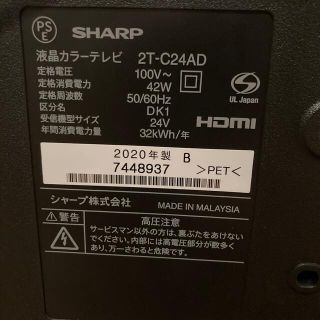 PS
E
SHARP
液晶カラーテレビ 2T-C24AD
定格電圧 100V~
定格消費電力 42W
定格周波数 50/60Hz
区分名 DK1
受信機型サイズ 24V
年間消費電力量 32kWh/年
UL Japan
HDMI
2020年製 B
7448937
>PET<
シャープ株式会社 MADE IN MALAYSIA
警告 高圧注意
サービスマン以外の方は、裏ぶたをあけないで
ください。内部には高電圧部分が数多く
あり、万一さわると危険です。